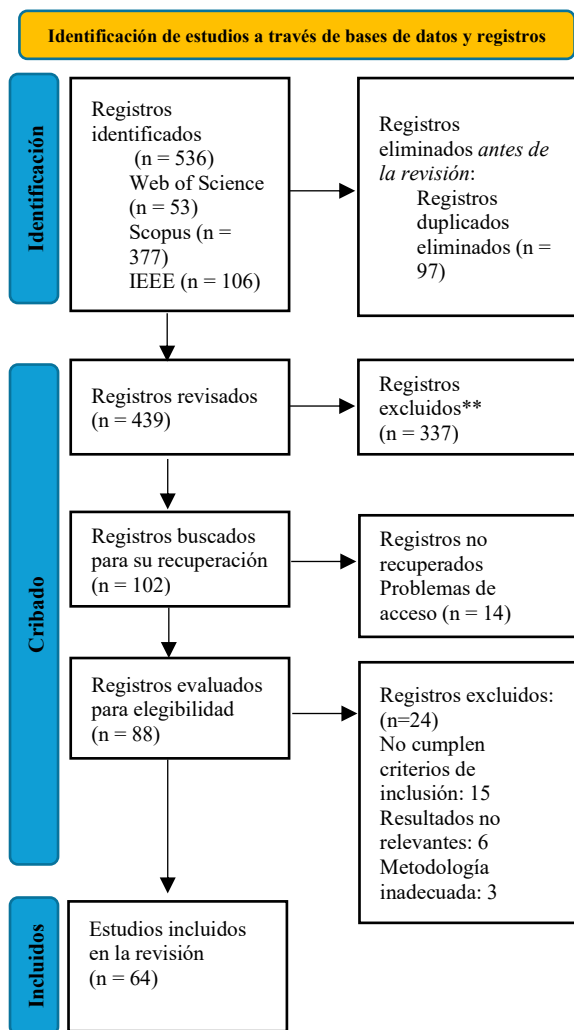 Identificación de estudios a través de bases de datos y registros
Identificación
Registros
identificados
(n = 536)
Web of Science
(n = 53)
Scopus (n =
377)
IEEE (n = 106)
Registros
eliminados antes de
la revisión:
Registros
duplicados
eliminados (n =
97)
Cribado
Registros revisados
(n = 439)
Registros
excluidos**
(n = 337)
Registros buscados
para su recuperación
(n = 102)
Registros no
recuperados
Problemas de
acceso (n = 14)
Registros evaluados
para elegibilidad
(n = 88)
Registros excluidos:
(n=24)
No cumplen
criterios de
inclusión: 15
Resultados no
relevantes: 6
Metodología
inadecuada: 3
Incluidos
Estudios incluidos
en la revisión
(n = 64)